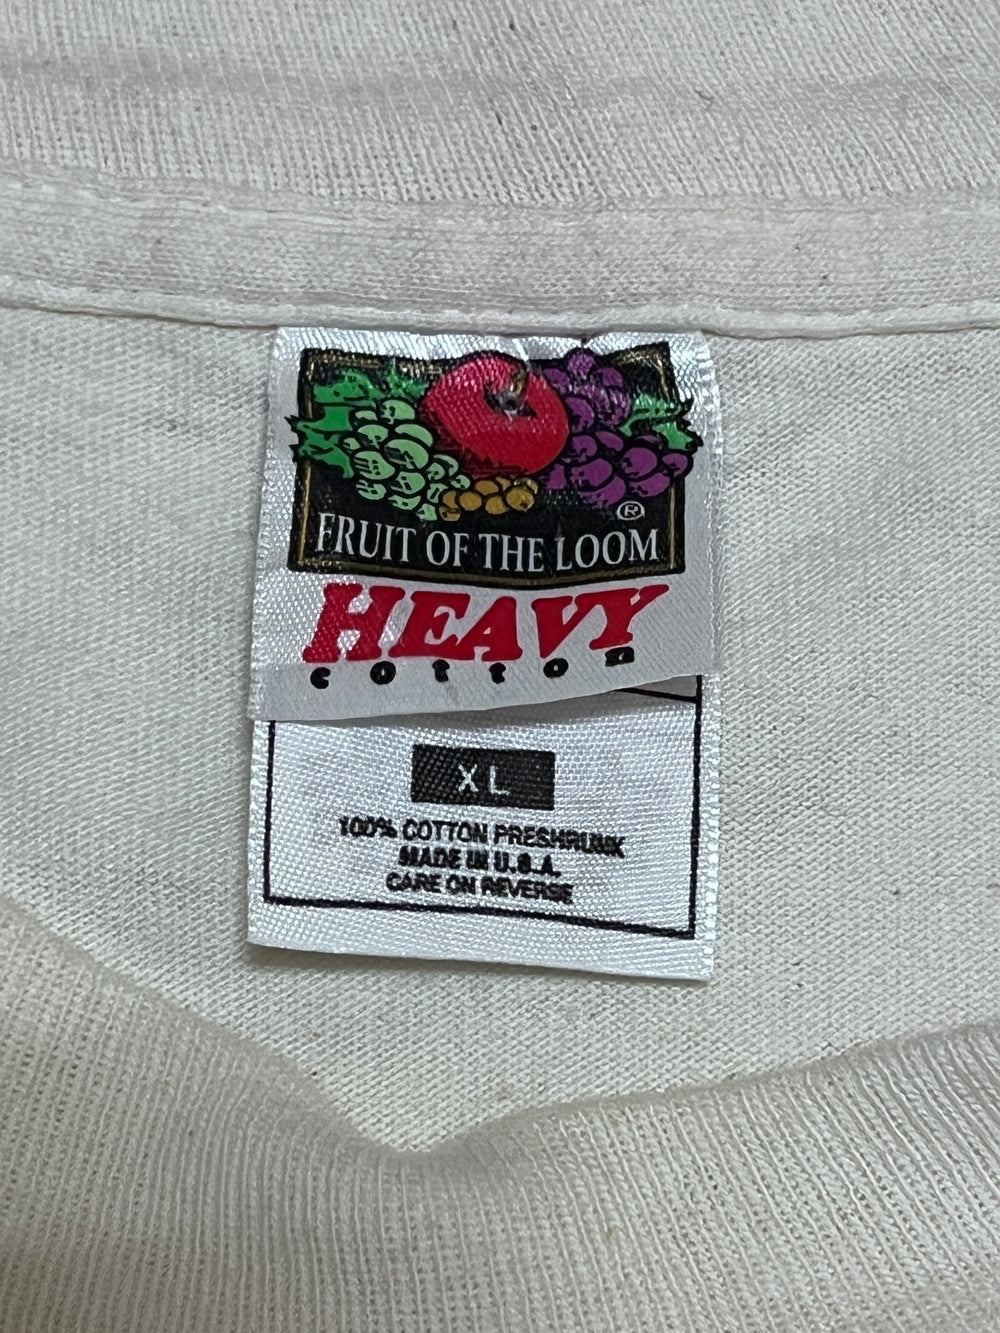 ®
FRUIT OF THE LOOM
HEAVY
cotton
XL
100% COTTON PRESHRUNK
MADE IN U.S.A.
CARE ON REVERSE